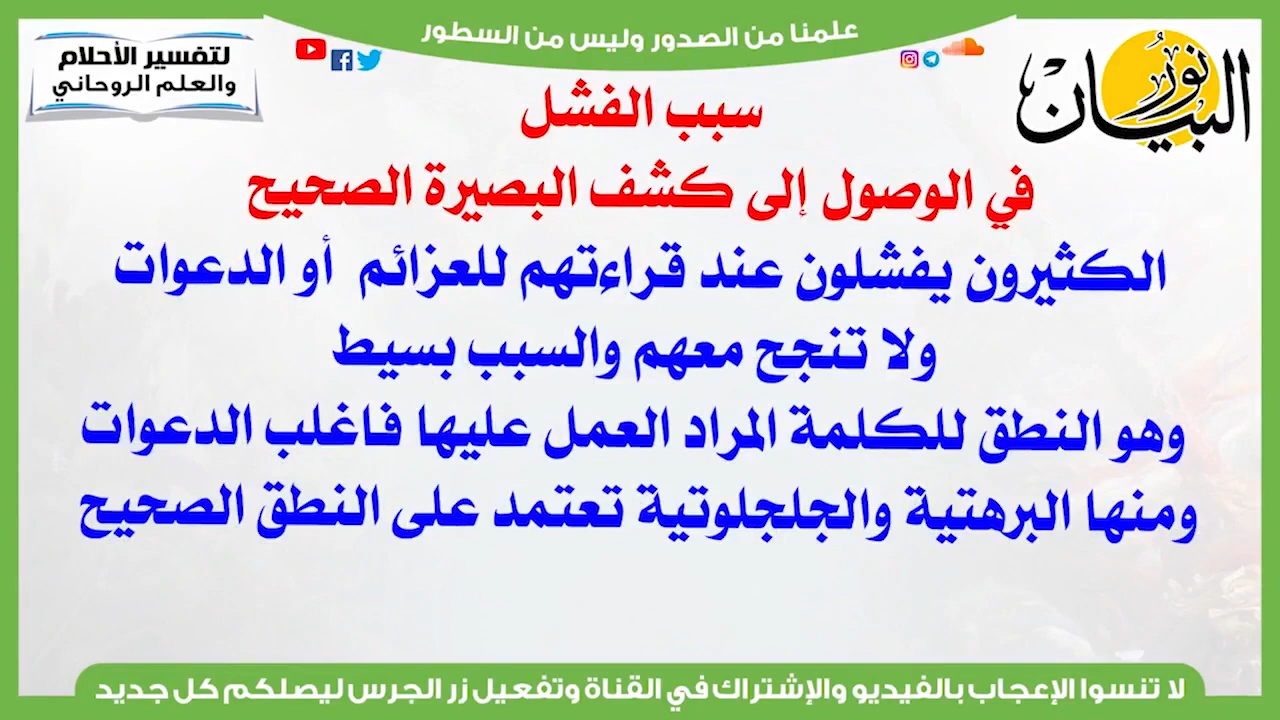 علمنا من الصدور وليس من السطور
لتفسير الأحلام
والعلم الروحاني
نور
البيان
سبب الفشل
في الوصول إلى كشف البصيرة الصحيح
الكثيرون يفشلون عند قراءتهم للعزائم أو الدعوات
ولا تنجح معهم والسبب بسيط
وهو النطق للكلمة المراد العمل عليها فاغلب الدعوات
ومنها البرهتية والجلجلوتية تعتمد على النطق الصحيح
لا تنسوا الإعجاب بالفيديو والإشتراك في القناة وتفعيل زر الجرس ليصلكم كل جديد